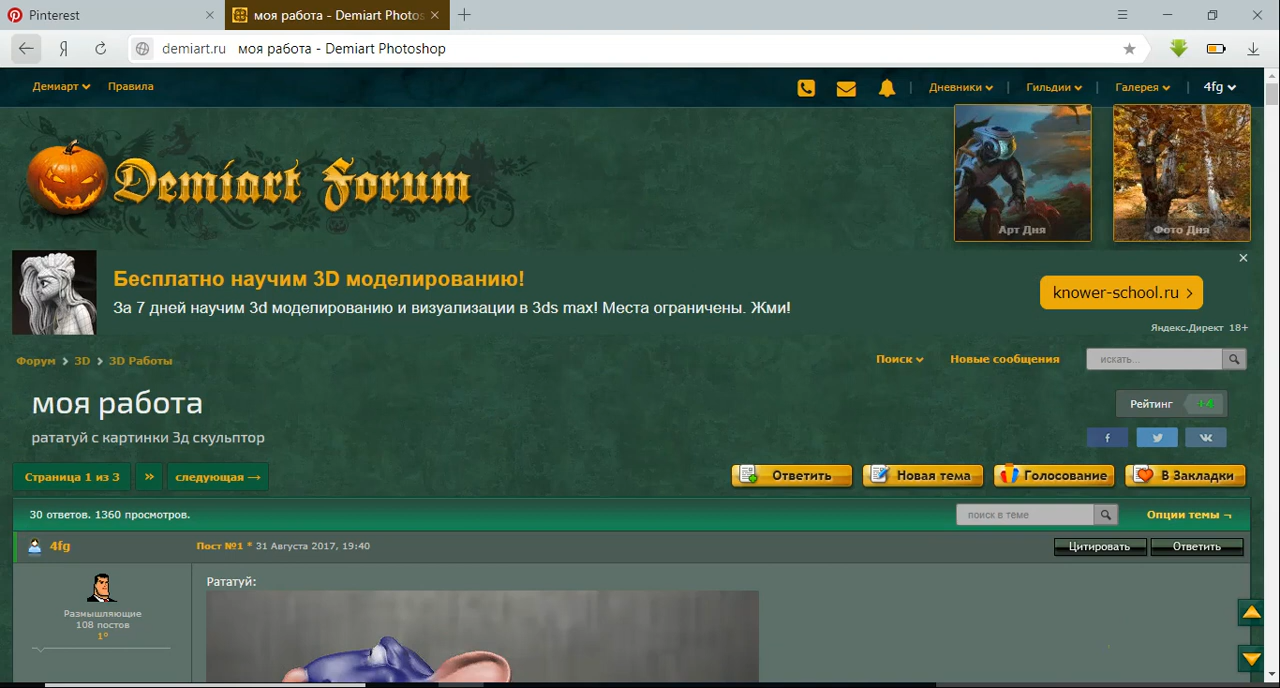 Pinterest
моя работа - Demiart Photos
demiart.ru моя работа - Demiart Photoshop
Демиарт Правила Дневники Гильдии Галерея 4fg
Demiart Forum
Арт Дня Фото Дня
Бесплатно научим 3D моделированию!
За 7 дней научим 3d моделированию и визуализации в 3ds max! Места ограничены. Жми!
knower-school.ru
Яндекс.Директ 18+
Форум 3D 3D Работы Поиск Новые сообщения искать...
моя работа
Рейтинг +4
рататуй с картинки 3д скульптор
Страница 1 из 3 » следующая → Ответить Новая тема Голосование В Закладки
30 ответов. 1360 просмотров. поиск в теме Опции темы ¬
4fg Пост №1 * 31 Августа 2017, 19:40 Цитировать Ответить
Размышляющие
108 постов
1°
Рататуй: